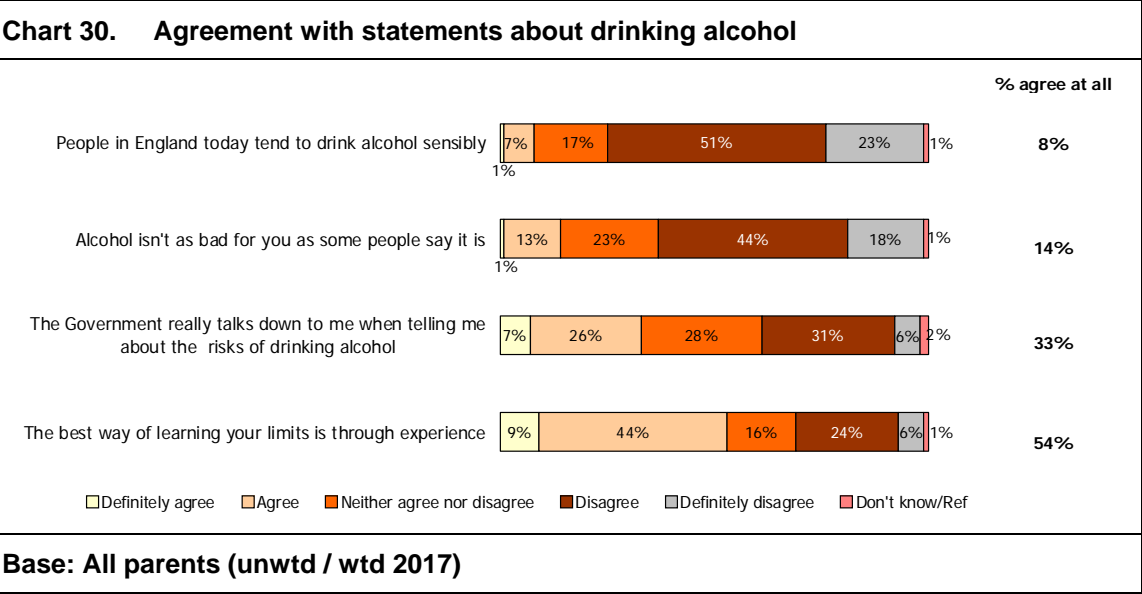 Chart 30. Agreement with statements about drinking alcohol
% agree at all
People in England today tend to drink alcohol sensibly 7% 17% 51% 23% 1% 8%
1%
Alcohol isn't as bad for you as some people say it is 13% 23% 44% 18% 1% 14%
1%
The Government really talks down to me when telling me
about the risks of drinking alcohol 7% 26% 28% 31% 6% 2% 33%
The best way of learning your limits is through experience 9% 44% 16% 24% 6% 1% 54%
Definitely agree Agree Neither agree nor disagree Disagree Definitely disagree Don't know/Ref
Base: All parents (unwtd / wtd 2017)